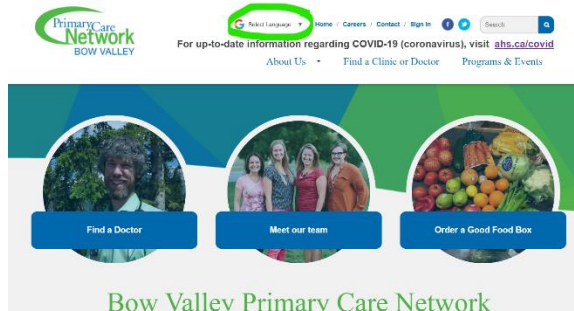 PrimaryCare
Network
BOW VALLEY
Select Language ▼ Home / Careers / Contact / Sign In
Search
For up-to-date information regarding COVID-19 (coronavirus), visit ahs.ca/covid
About Us Find a Clinic or Doctor Programs & Events
Find a Doctor
Meet our team
Order a Good Food Box
Bow Valley Primary Care Network